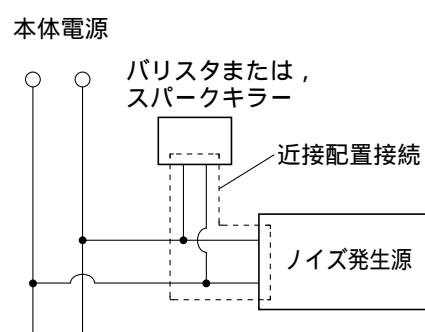 本体電源
バリスタまたは，
スパークキラー
近接配置接続
ノイズ発生源